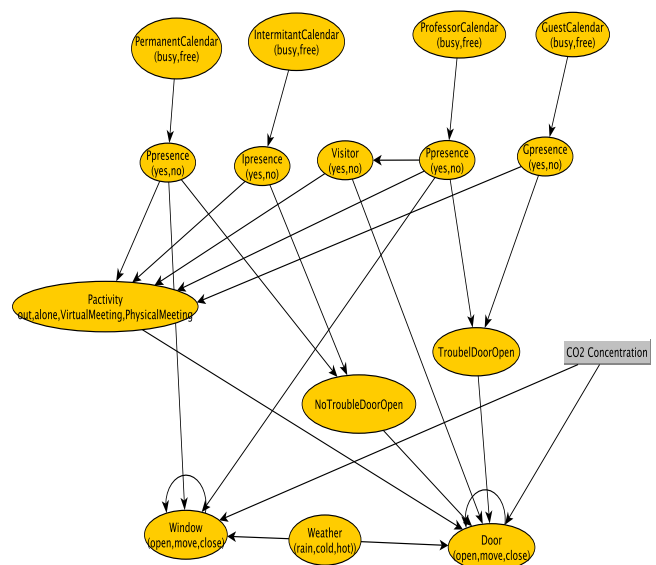 PermanentCalendar
(busy,free)
IntermitantCalendar
(busy,free)
ProfessorCalendar
(busy,free)
GuestCalendar
(busy,free)
Ppresence
(yes,no)
Ipresence
(yes,no)
Visitor
(yes,no)
Ppresence
(yes,no)
Gpresence
(yes,no)
Pactivity
out,alone,VirtualMeeting,PhysicalMeeting
TroubelDoorOpen
CO2 Concentration
NoTroubleDoorOpen
Window
(open,move,close)
Weather
(rain,cold,hot))
Door
(open,move,close)